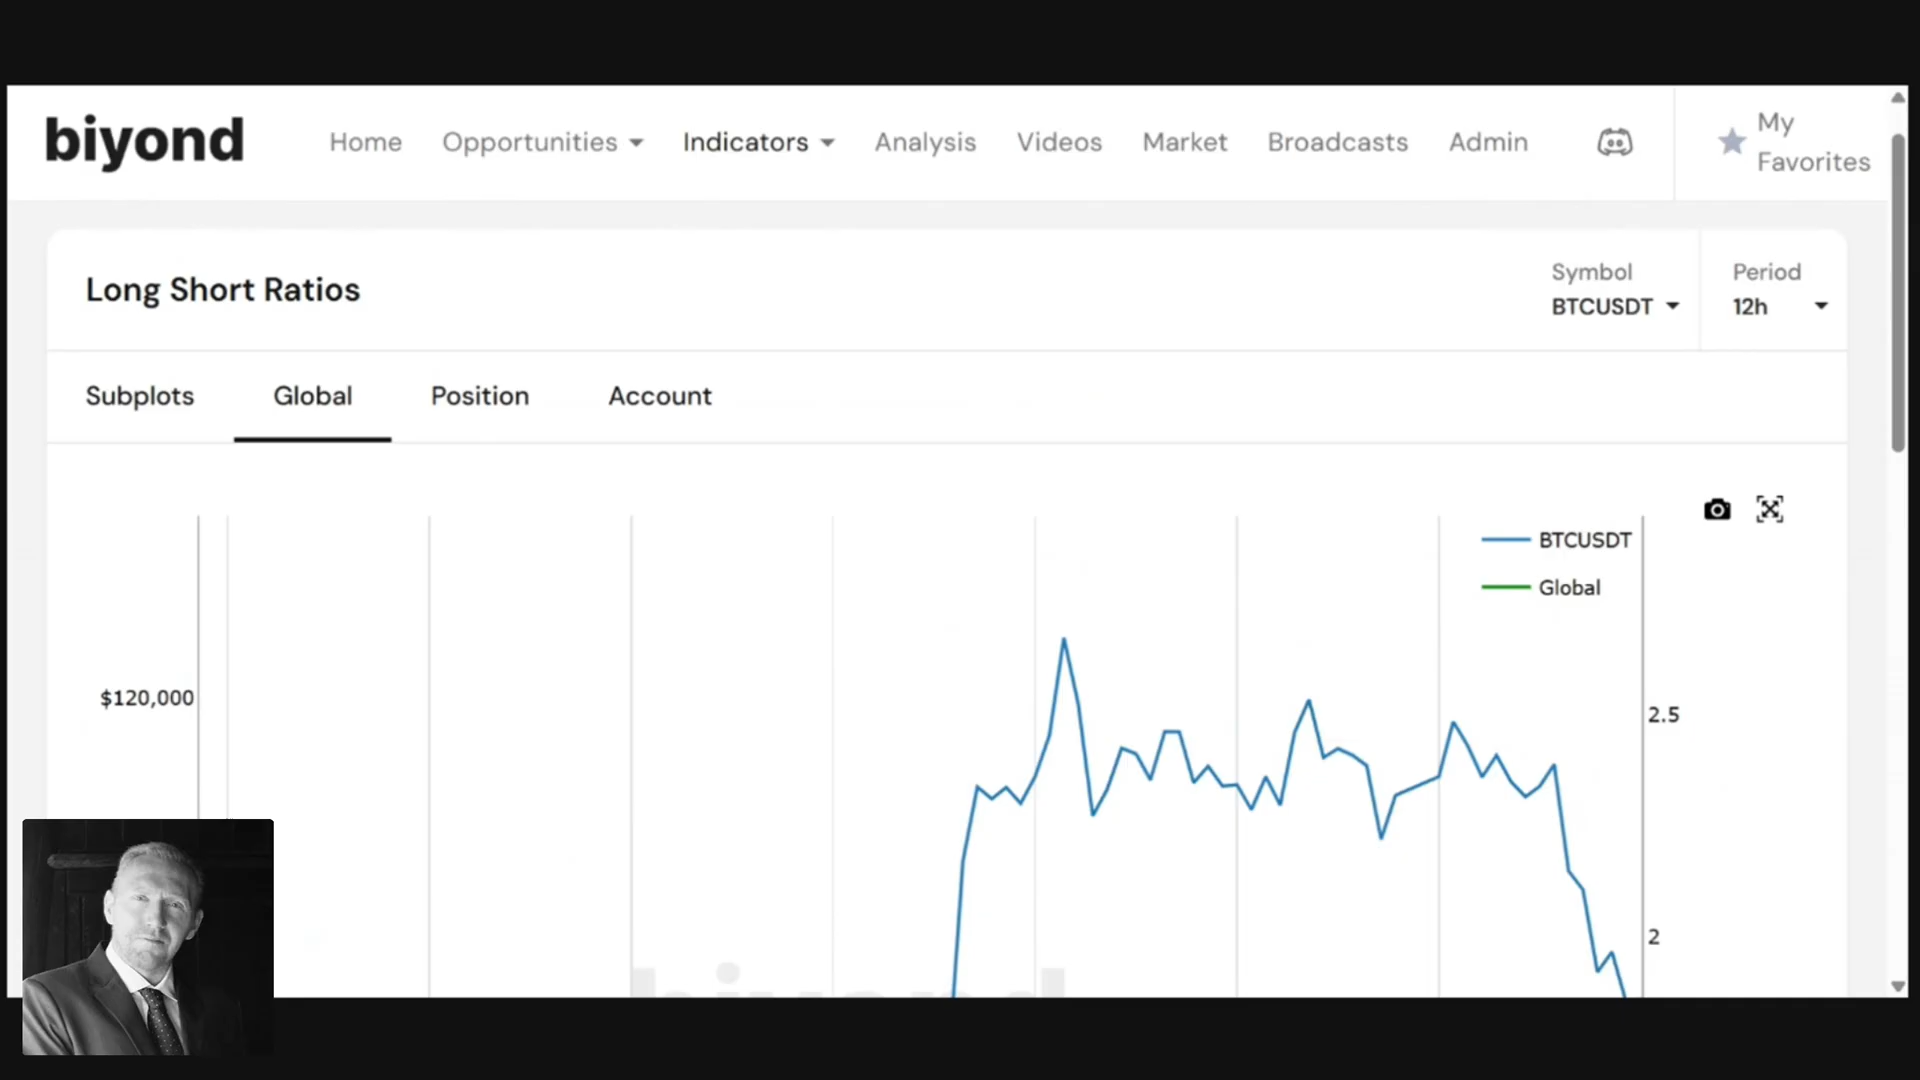 biyond
Home Opportunities Indicators Analysis Videos Market Broadcasts Admin
My
Favorites
Long Short Ratios
Symbol
BTCUSDT
Period
12h
Subplots Global Position Account
BTCUSDT
Global
$120,000
2.5
2
biyond